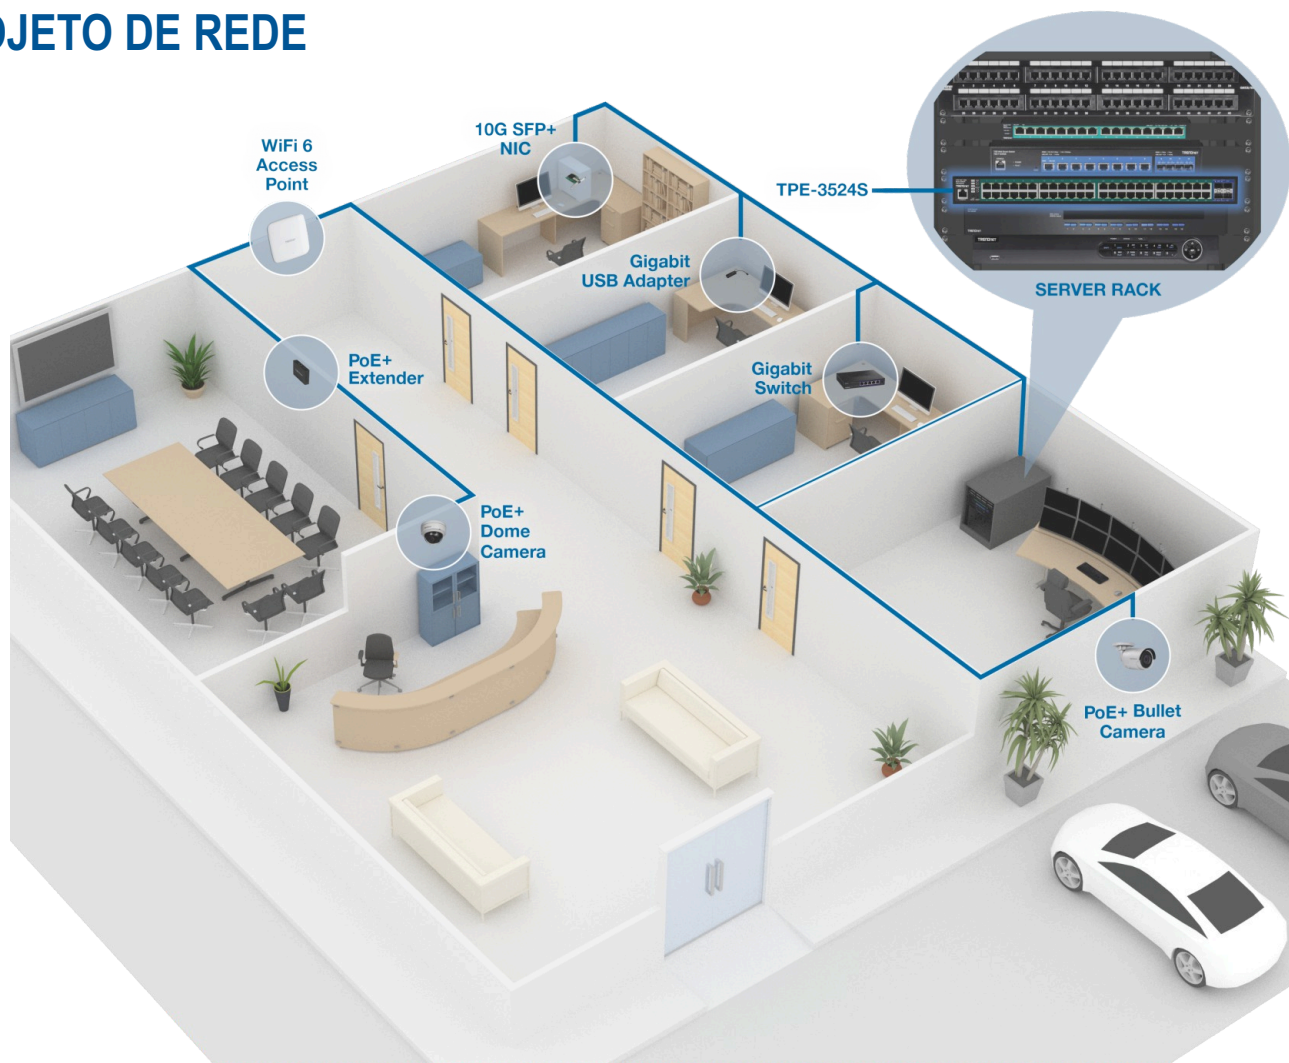 OJETO DE REDE
10G SFP+
NIC
WiFi 6
Access
Point
TPE-3524S
Gigabit
USB Adapter
SERVER RACK
PoE+
Extender
Gigabit
Switch
PoE+
Dome
Camera
PoE+ Bullet
Camera